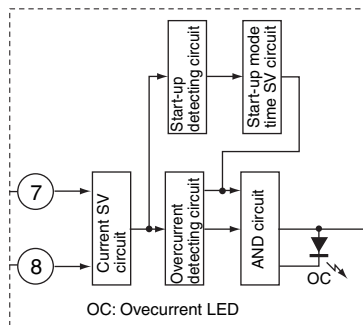 Start-up
detecting circuit
Start-up mode
time SV circuit
7
8
Current SV
circuit
Overcurrent
detecting circuit
AND circuit
OC
OC: Ovecurrent LED